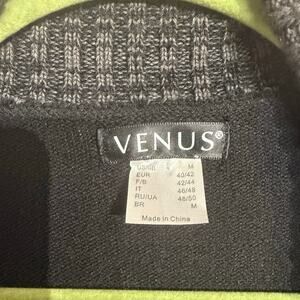 VENUS®
M
EUR 40/42
F/B 42/44
IT 46/48
RU/UA 48/50
BR M
Made in China